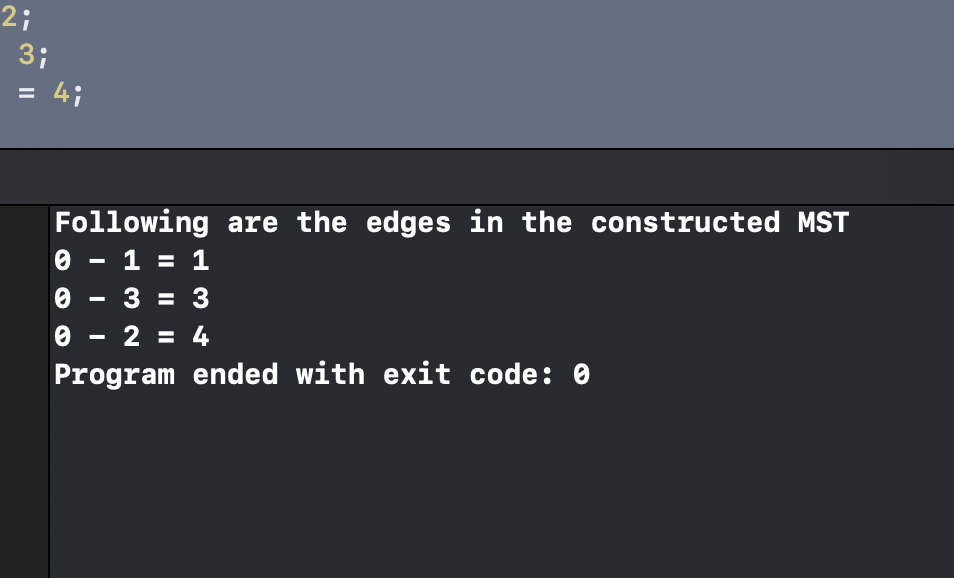 2;
3;
= 4;
Following are the edges in the constructed MST
0 - 1 = 1
0 - 3 = 3
0 - 2 = 4
Program ended with exit code: 0